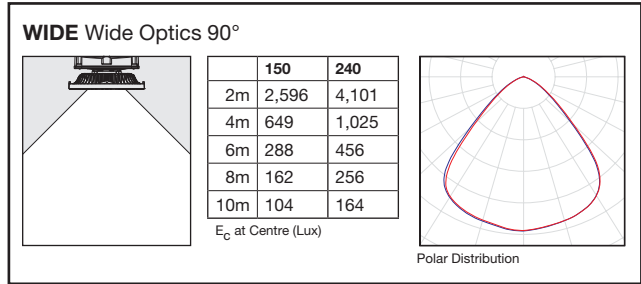 WIDE Wide Optics 90°
150 240
2m 2,596 4,101
4m 649 1,025
6m 288 456
8m 162 256
10m 104 164
EC at Centre (Lux)
Polar Distribution